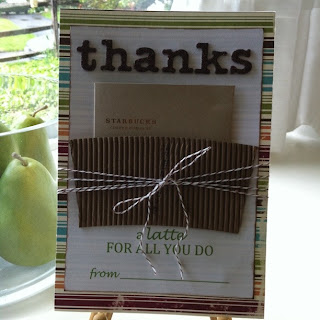 thanks
STARBUCKS
a latte
FOR ALL YOU DO
from